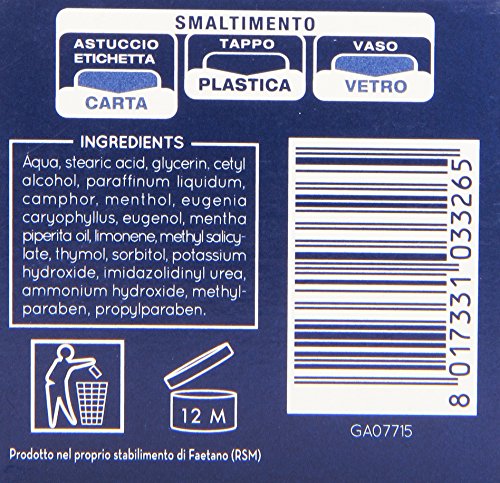 SMALTIMENTO
ASTUCCIO
ETICHETTA
CARTA
TAPPO
PLASTICA
VASO
VETRO
INGREDIENTS
Aqua, stearic acid, glycerin, cetyl
alcohol, paraffinum liquidum,
camphor, menthol, eugenia
caryophyllus, eugenol, mentha
piperita oil, limonene, methyl salicy-
late, thymol, sorbitol, potassium
hydroxide, imidazolidinyl urea,
ammonium hydroxide, methyl-
paraben, propylparaben.
8 017331 033265
12 M
GA07715
Prodotto nel proprio stabilimento di Faetano (RSM)